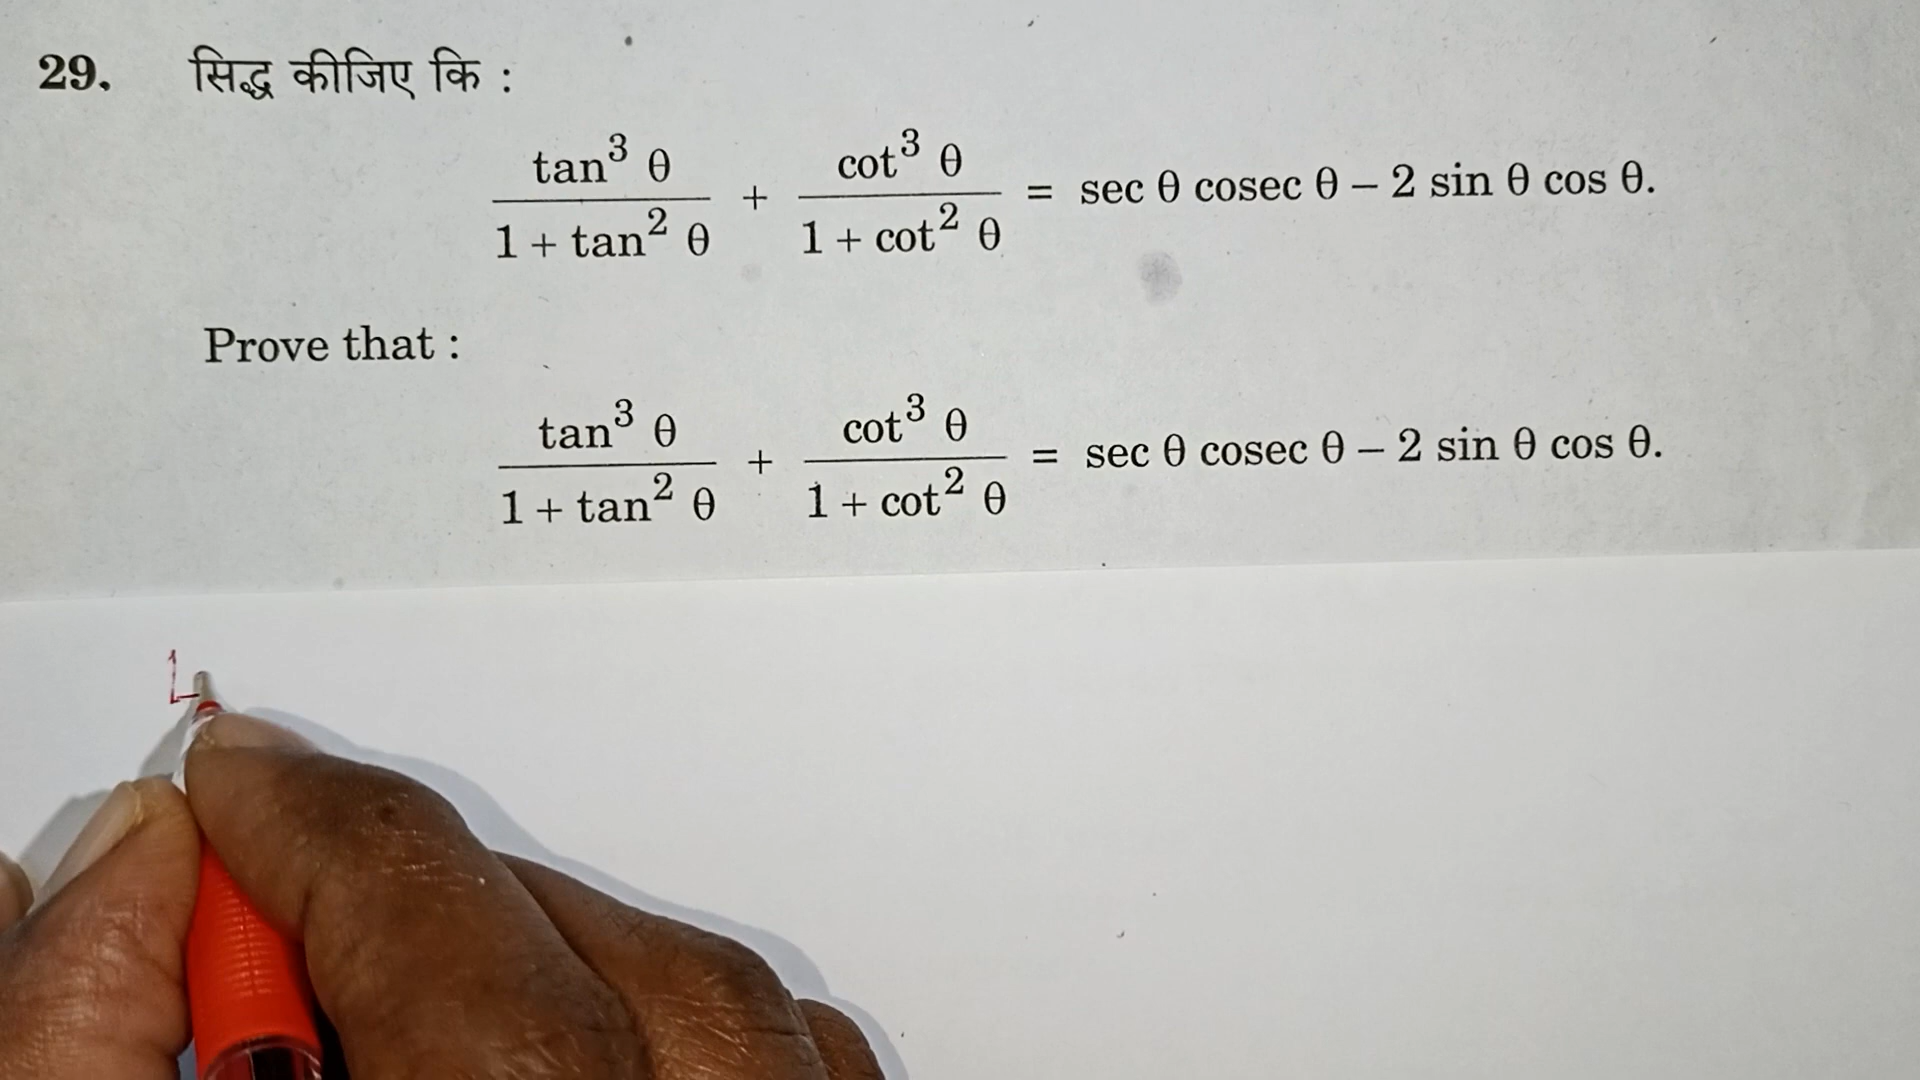 29. सिद्ध कीजिए कि :
tan³ θ / 1 + tan² θ + cot³ θ / 1 + cot² θ = sec θ cosec θ – 2 sin θ cos θ.
Prove that :
tan³ θ / 1 + tan² θ + cot³ θ / 1 + cot² θ = sec θ cosec θ – 2 sin θ cos θ.
L